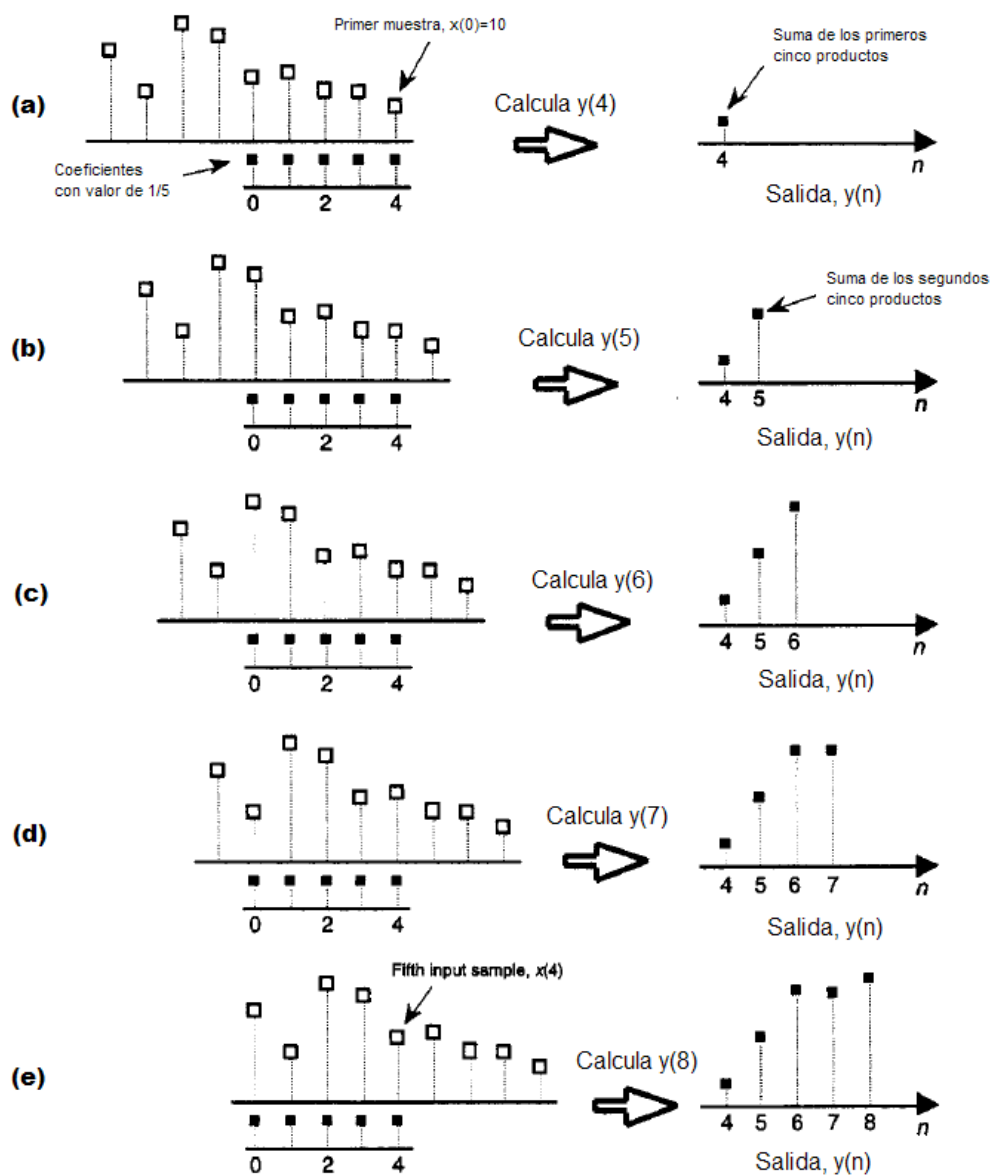 Primer muestra, x(0)=10
Suma de los primeros
cinco productos
(a)
Calcula y(4)
Coeficientes
con valor de 1/5
0 2 4
4 n
Salida, y(n)
Suma de los segundos
cinco productos
(b)
Calcula y(5)
0 2 4
4 5 n
Salida, y(n)
(c)
Calcula y(6)
0 2 4
4 5 6 n
Salida, y(n)
(d)
Calcula y(7)
0 2 4
4 5 6 7 n
Salida, y(n)
Fifth input sample, x(4)
(e)
Calcula y(8)
0 2 4
4 5 6 7 8 n
Salida, y(n)